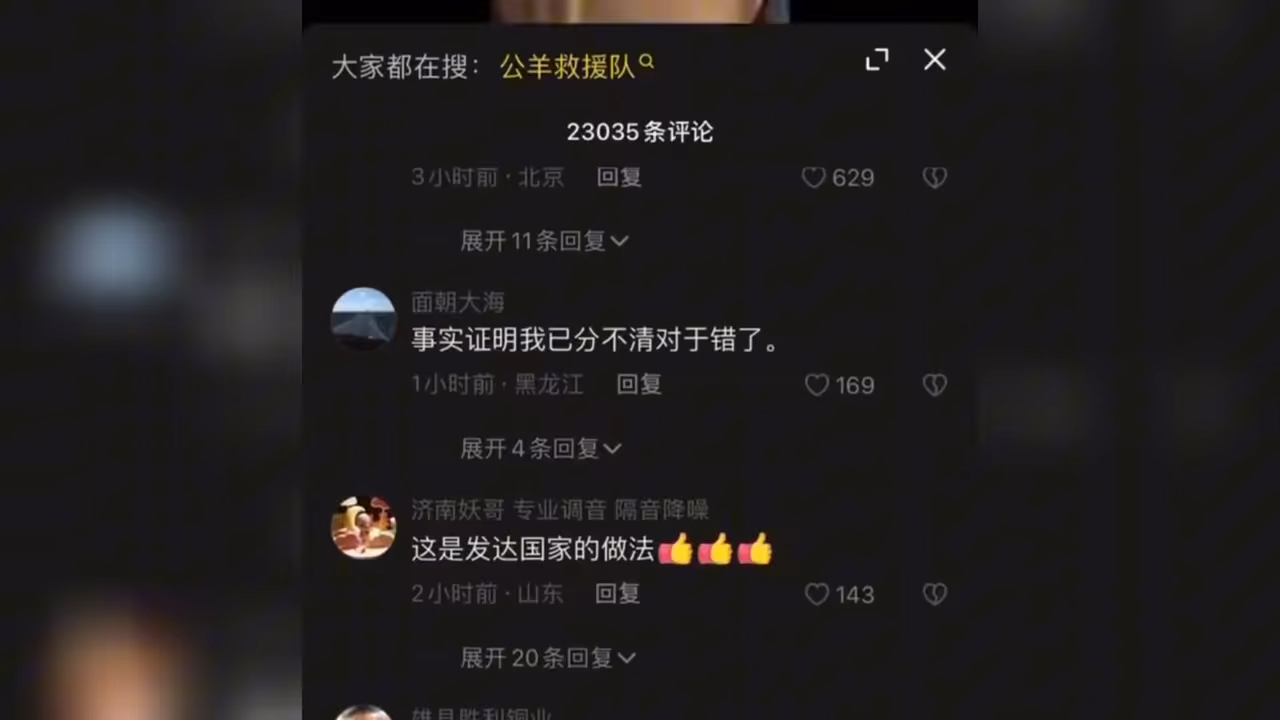 大家都在搜： 公羊救援队
23035条评论
3小时前·北京 回复 629
展开11条回复
面朝大海
事实证明我已分不清对于错了。
1小时前·黑龙江 回复 169
展开4条回复
济南妖哥 专业调音 隔音降噪
这是发达国家的做法👍👍👍
2小时前·山东 回复 143
展开20条回复